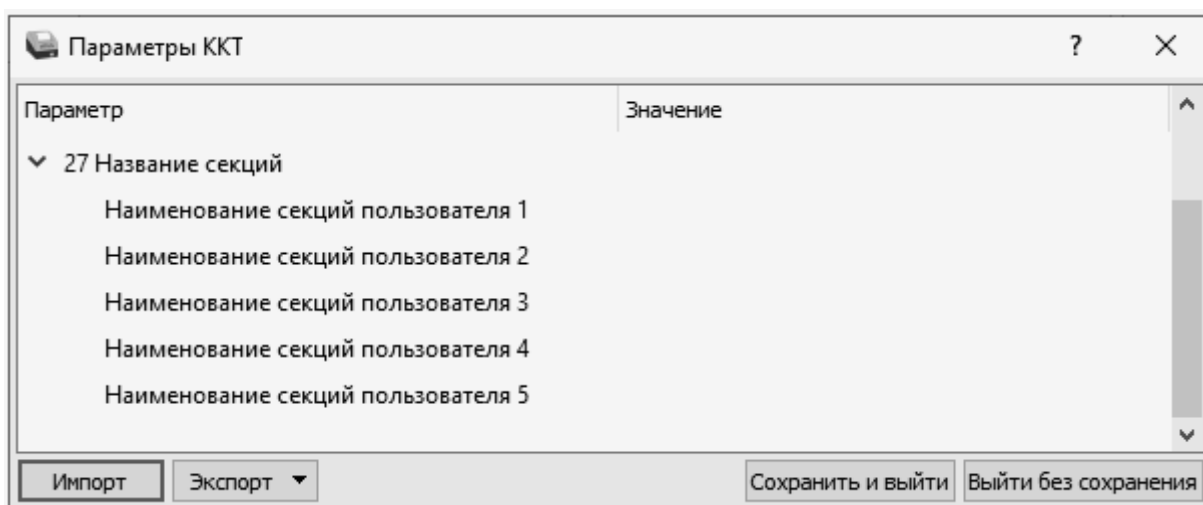 Параметры ККТ ?
Параметр Значение
27 Название секций
Наименование секций пользователя 1
Наименование секций пользователя 2
Наименование секций пользователя 3
Наименование секций пользователя 4
Наименование секций пользователя 5
Импорт Экспорт Сохранить и выйти Выйти без сохранения